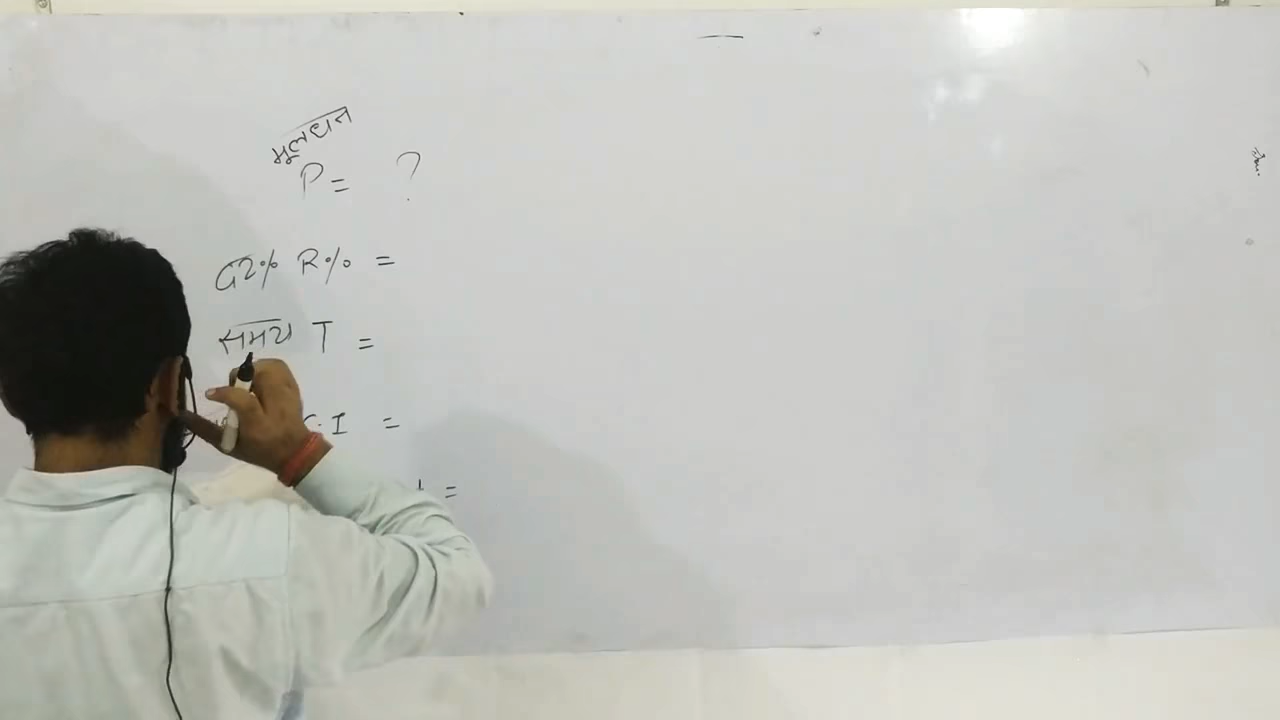 मूलधन
P = ?
दर% R% =
समय T =
I =
=